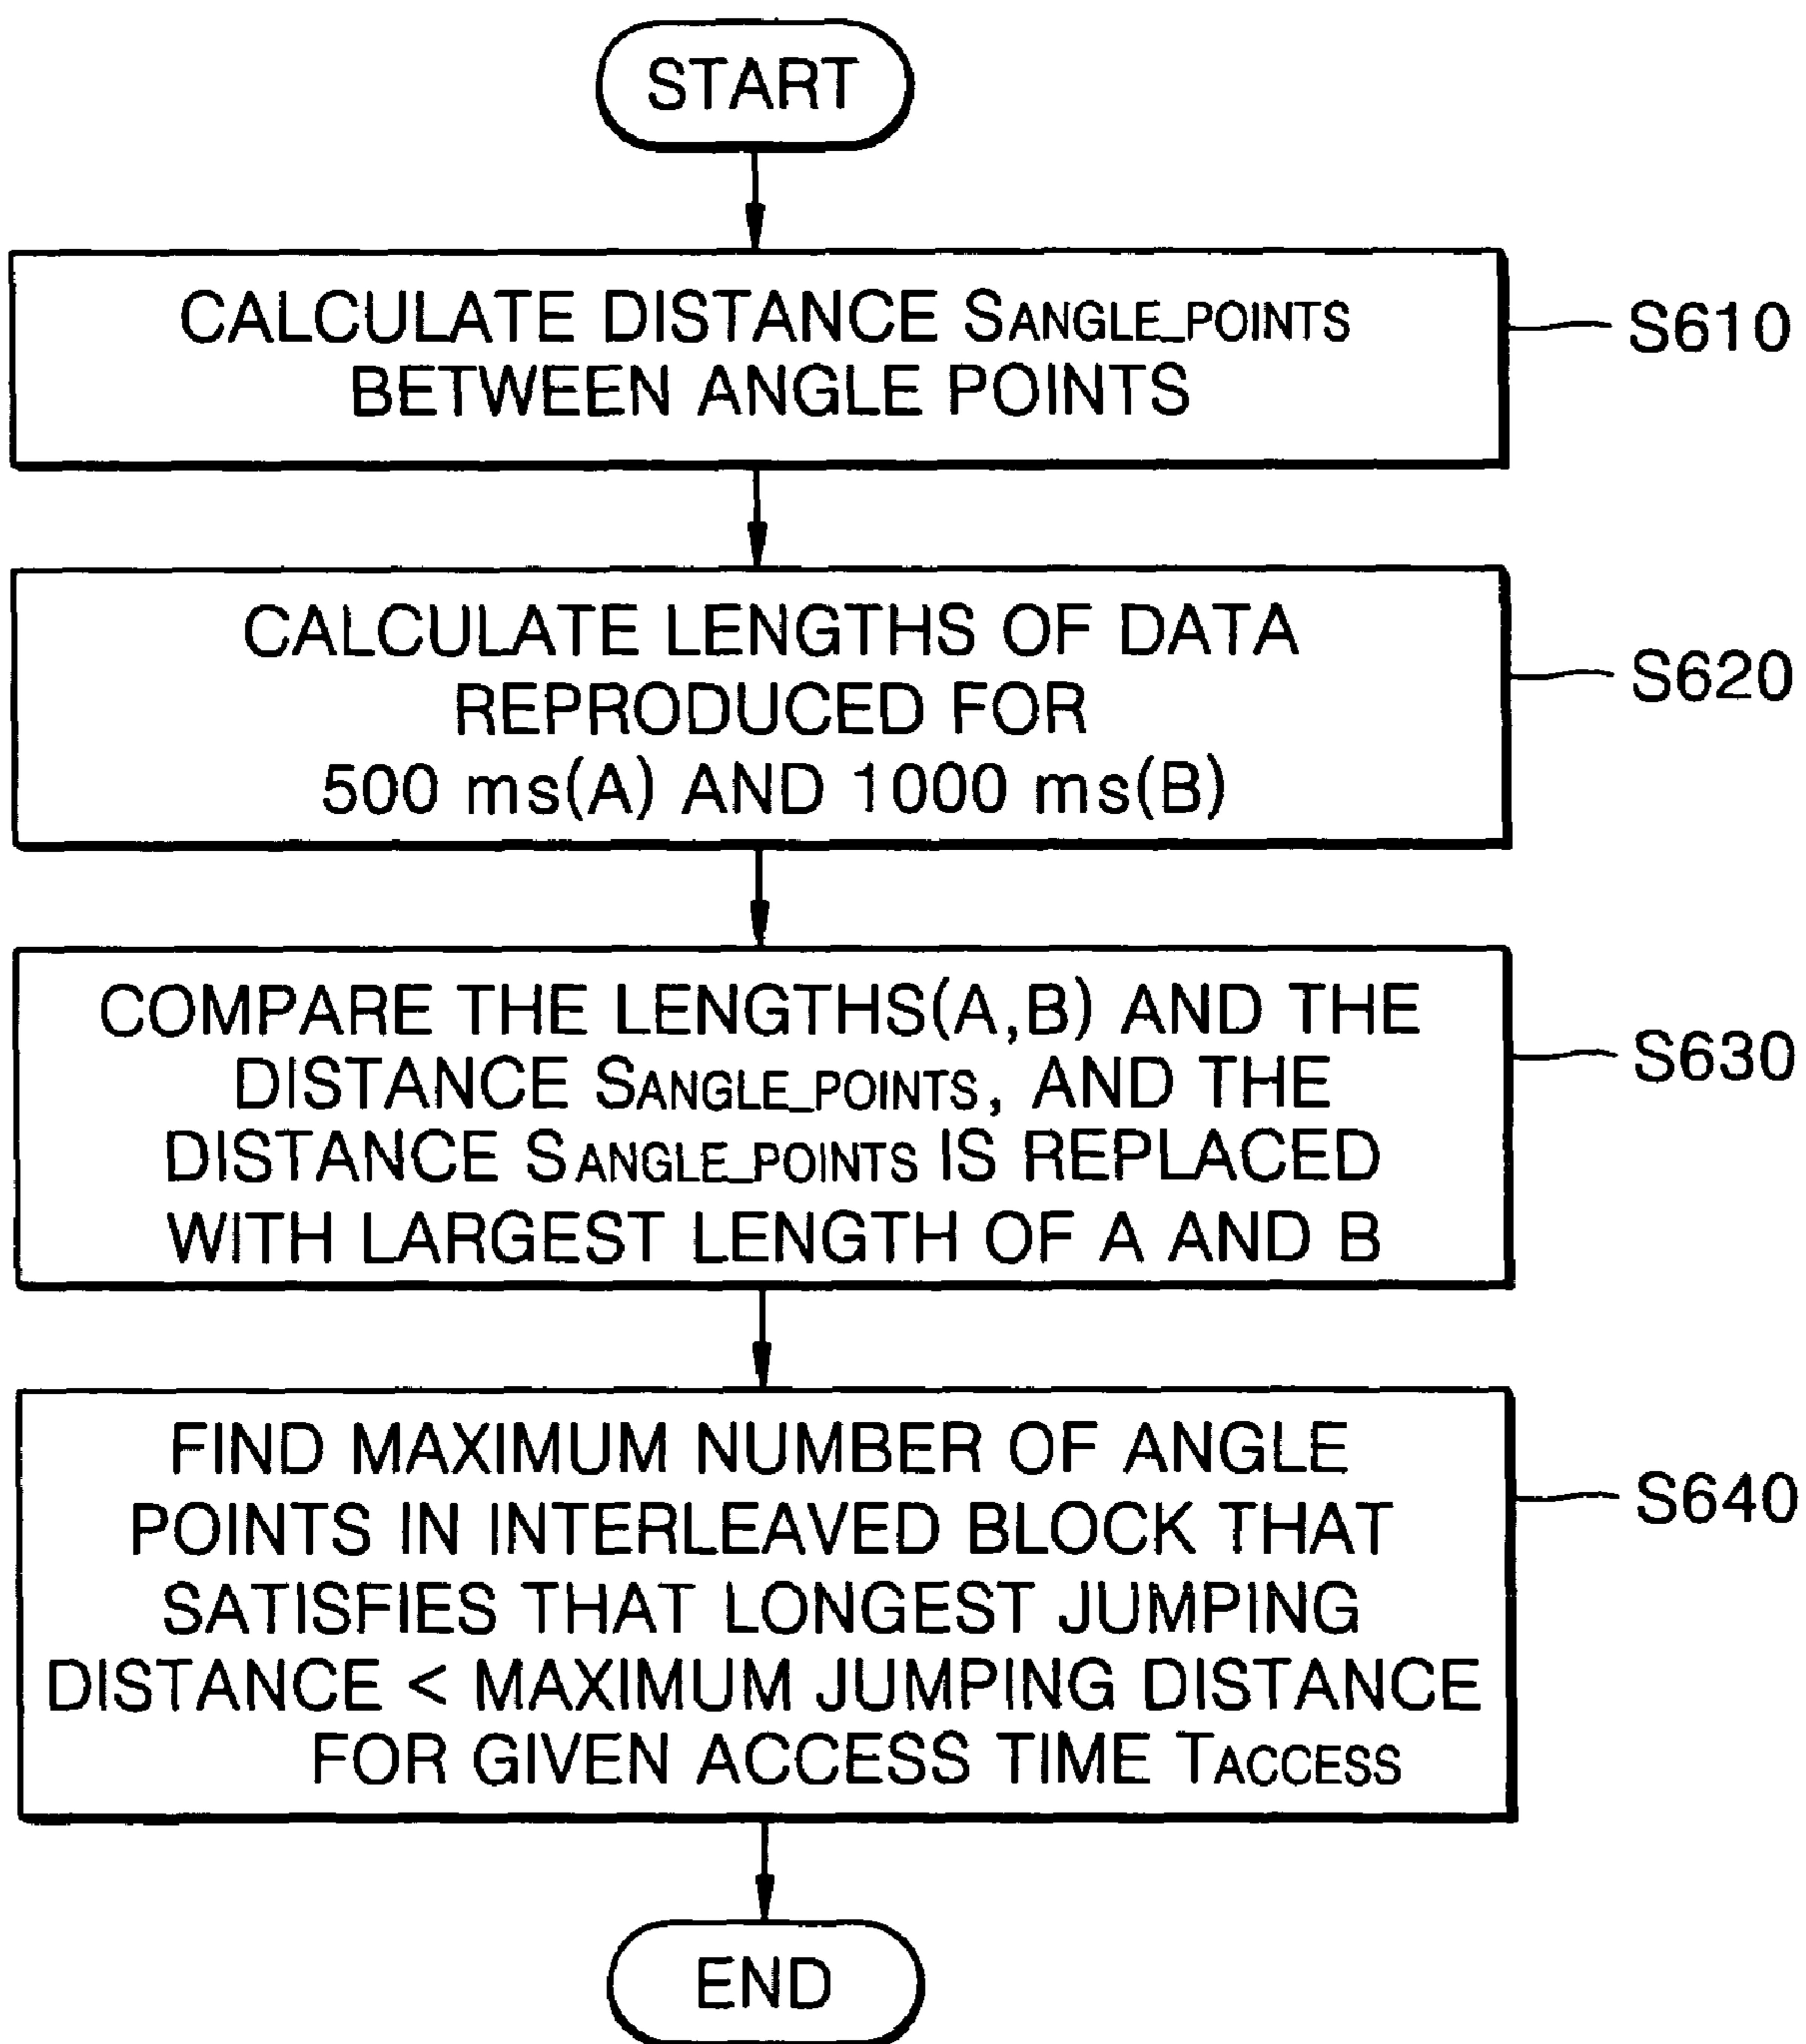 START
CALCULATE DISTANCE SANGLE_POINTS
BETWEEN ANGLE POINTS
S610
CALCULATE LENGTHS OF DATA
REPRODUCED FOR
500 ms(A) AND 1000 ms(B)
S620
COMPARE THE LENGTHS(A,B) AND THE
DISTANCE SANGLE_POINTS, AND THE
DISTANCE SANGLE_POINTS IS REPLACED
WITH LARGEST LENGTH OF A AND B
S630
FIND MAXIMUM NUMBER OF ANGLE
POINTS IN INTERLEAVED BLOCK THAT
SATISFIES THAT LONGEST JUMPING
DISTANCE < MAXIMUM JUMPING DISTANCE
FOR GIVEN ACCESS TIME TACCESS
S640
END